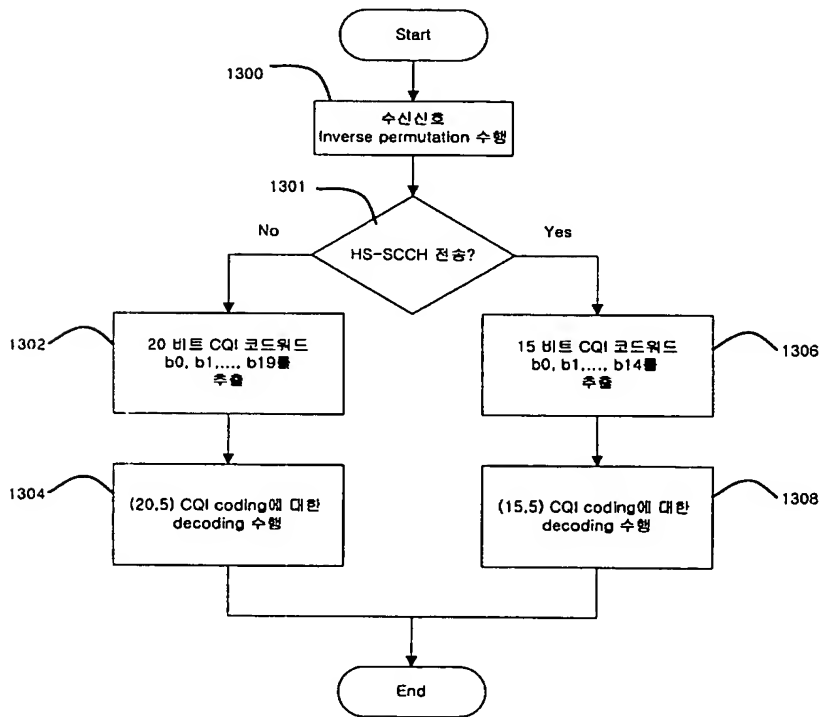 Start
1300
수신신호
Inverse permutation 수행
1301
No
HS-SCCH 전송?
Yes
1302
20 비트 CQI 코드워드
b0, b1,...., b19를
추출
15 비트 CQI 코드워드
b0, b1,...., b14를
추출
1306
1304
(20,5) CQI coding에 대한
decoding 수행
(15,5) CQI coding에 대한
decoding 수행
1308
End